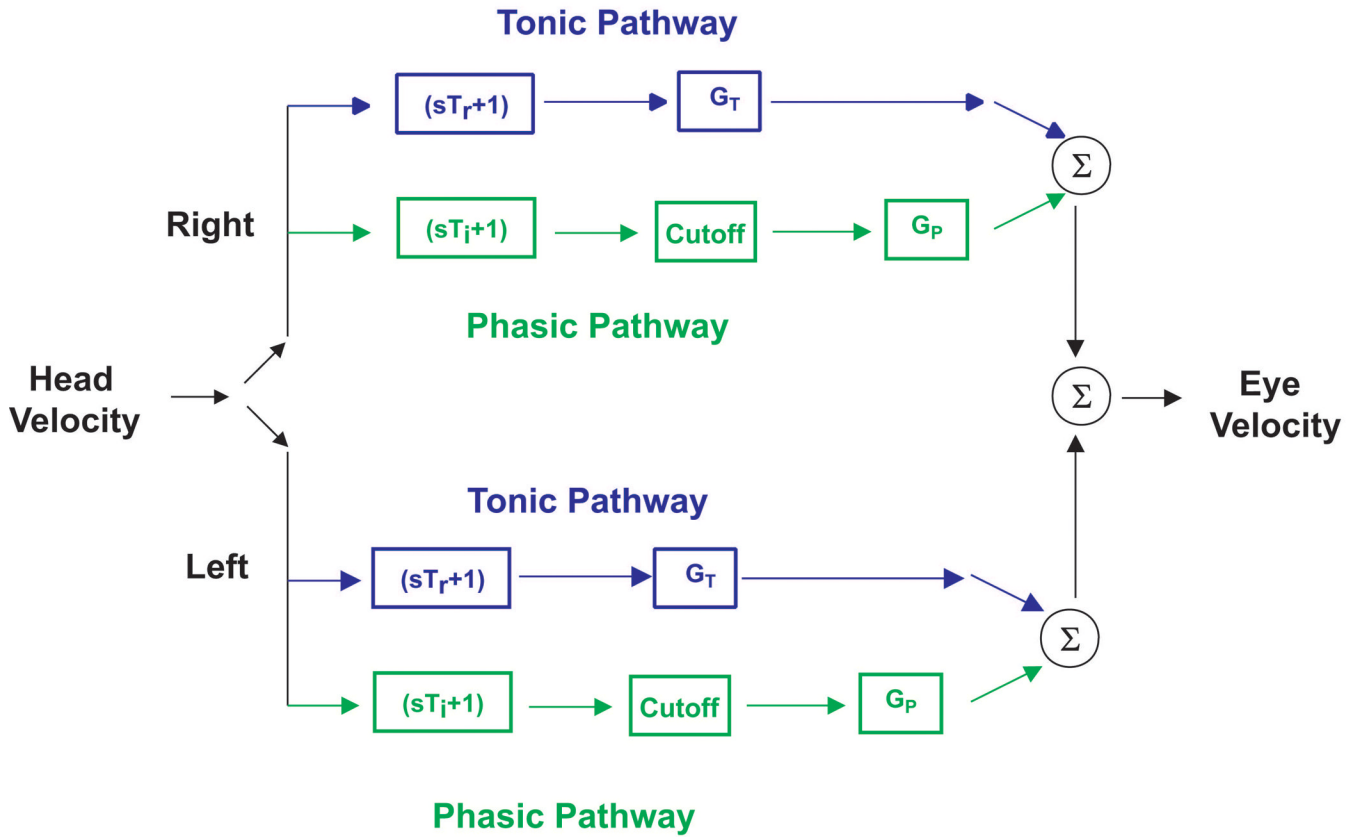 Tonic Pathway
(sTr+1)
GT
Σ
Right
(sTi+1)
Cutoff
GP
Phasic Pathway
Head
Velocity
Σ
Eye
Velocity
Tonic Pathway
Left
(sTr+1)
GT
Σ
(sTi+1)
Cutoff
GP
Phasic Pathway